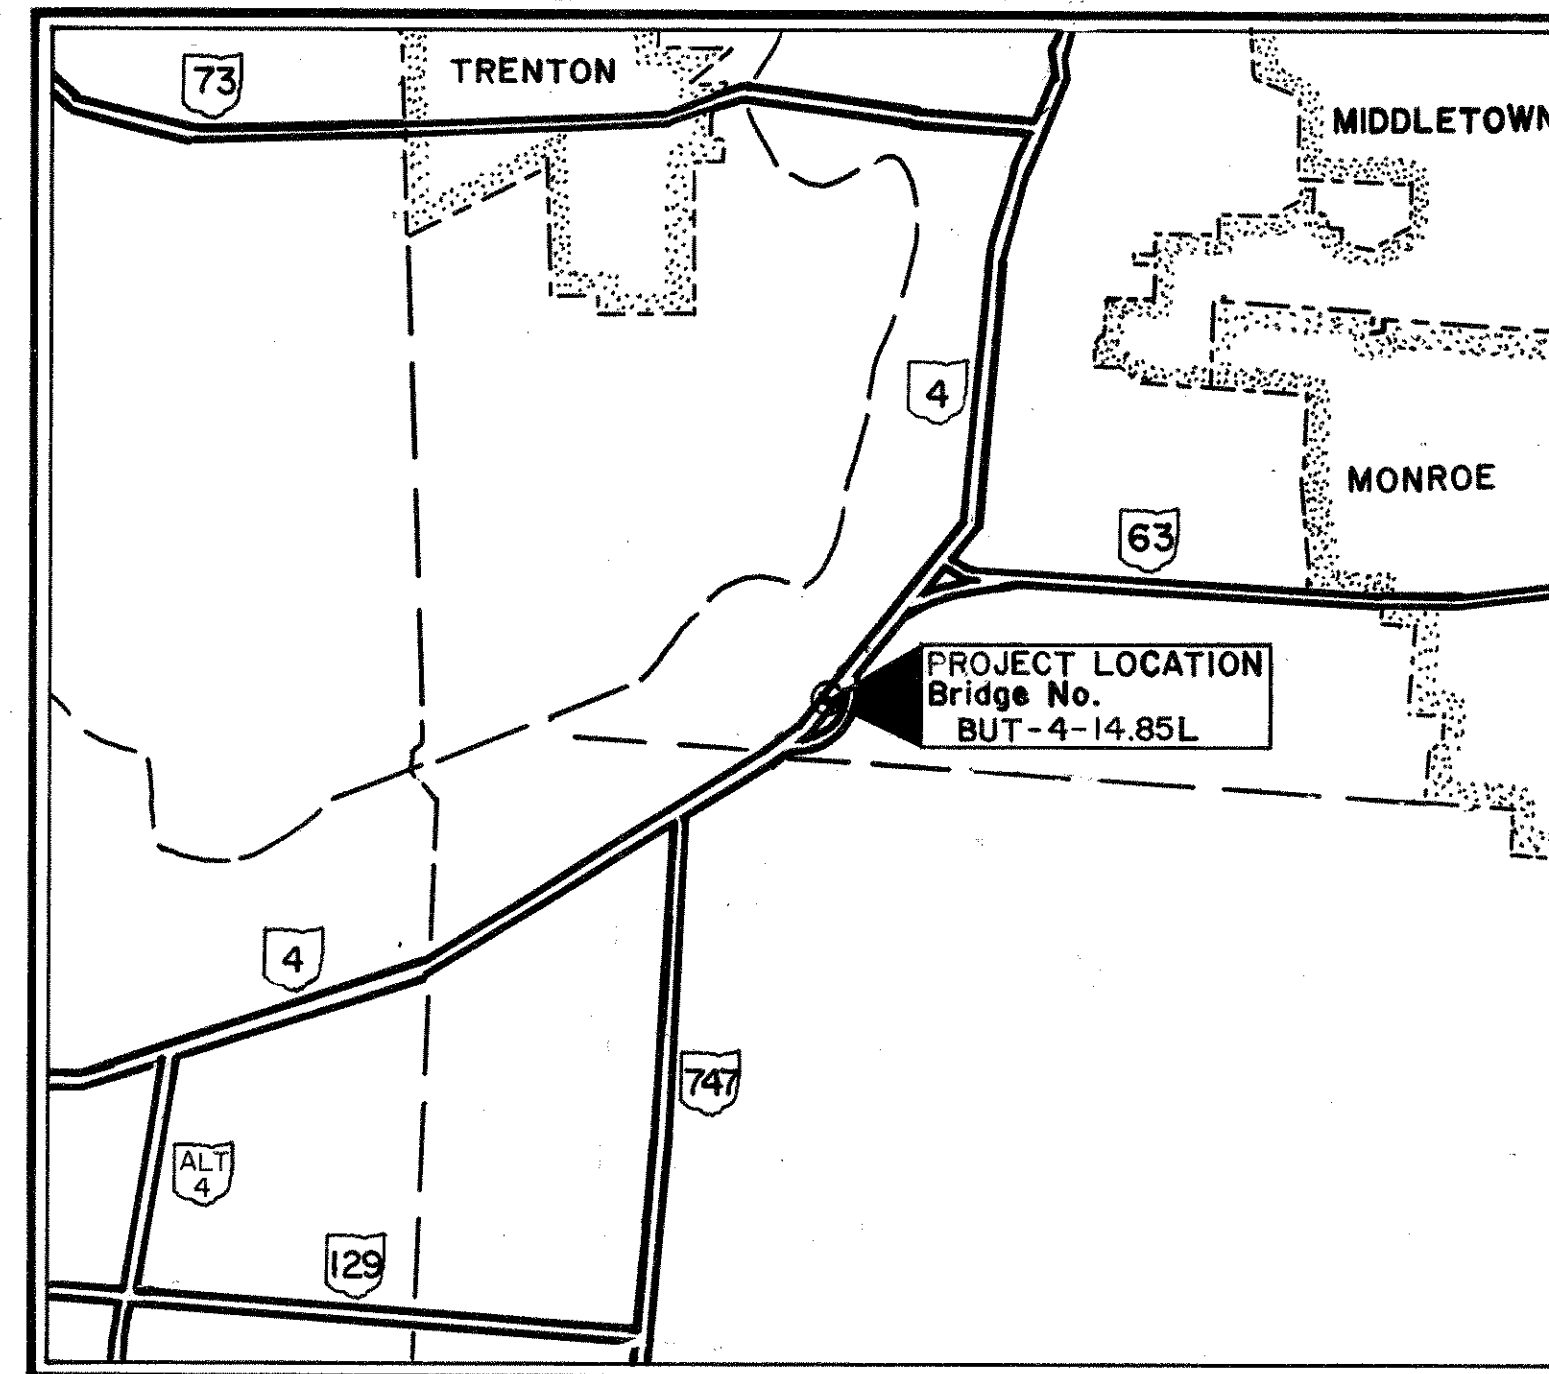 73
TRENTON
MIDDLETOWN
4
MONROE
63
PROJECT LOCATION
Bridge No.
BUT-4-14.85L
4
747
ALT
4
129